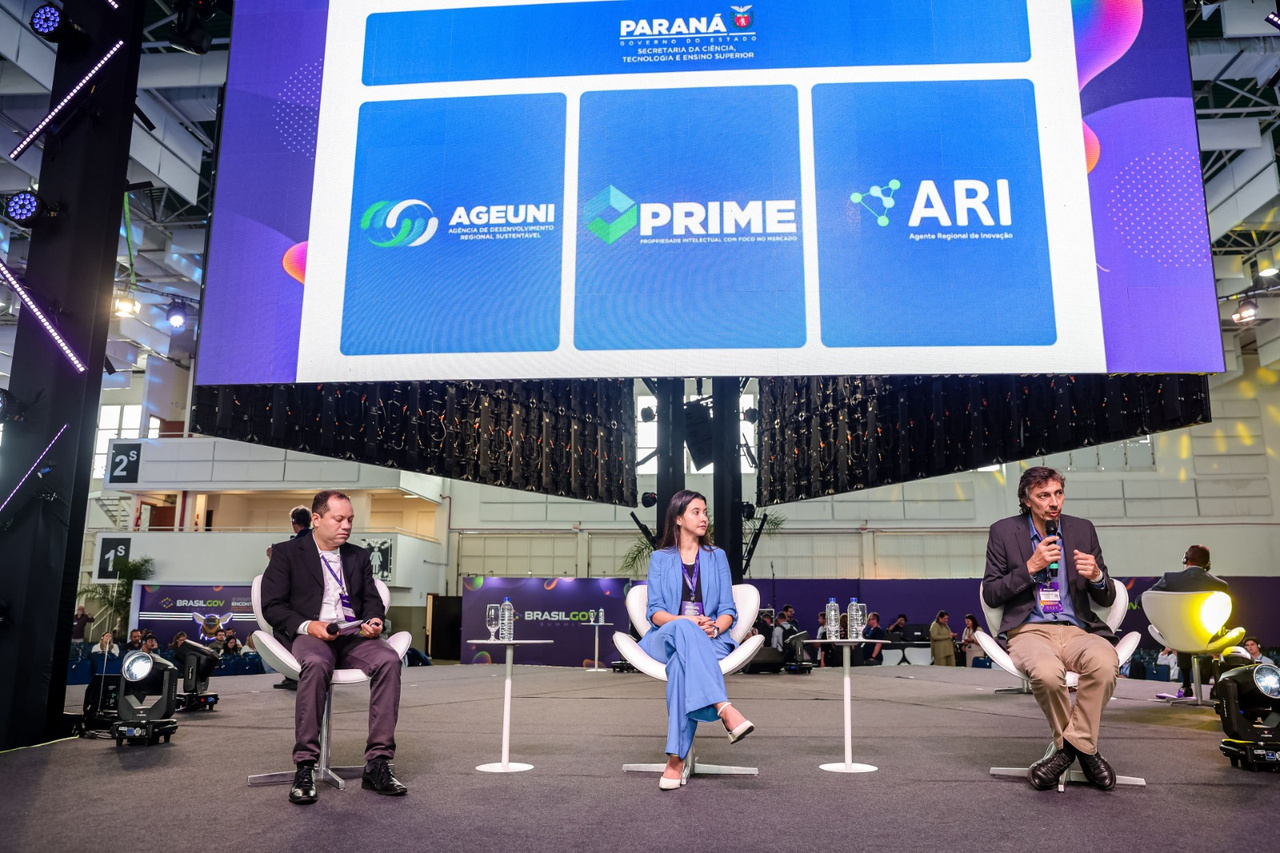 PARANÁ
GOVERNO DO ESTADO
SECRETARIA DA CIÊNCIA,
TECNOLOGIA E ENSINO SUPERIOR
AGEUNI
AGÊNCIA DE DESENVOLVIMENTO
REGIONAL SUSTENTÁVEL
PRIME
PROPRIEDADE INTELECTUAL COM FOCO NO MERCADO
ARI
Agente Regional de Inovação
2S
1S
BRASILGOV
BRASILGOV